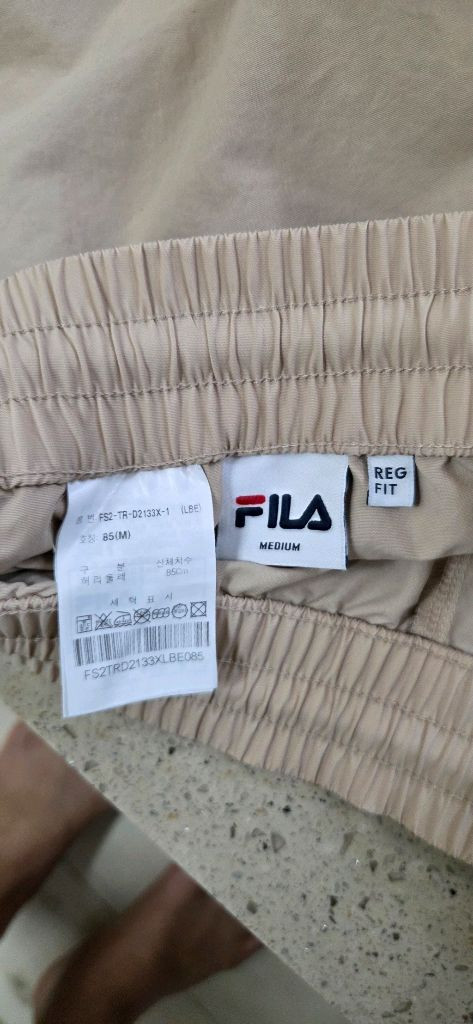 품 번 FS2-TR-D2133X-1 (LBE)
호칭 85(M)
구 분 신체치수
허리둘레 85Cm
세 탁 표 시
FS2TRD2133XLBE085
FILA
MEDIUM
REG
FIT